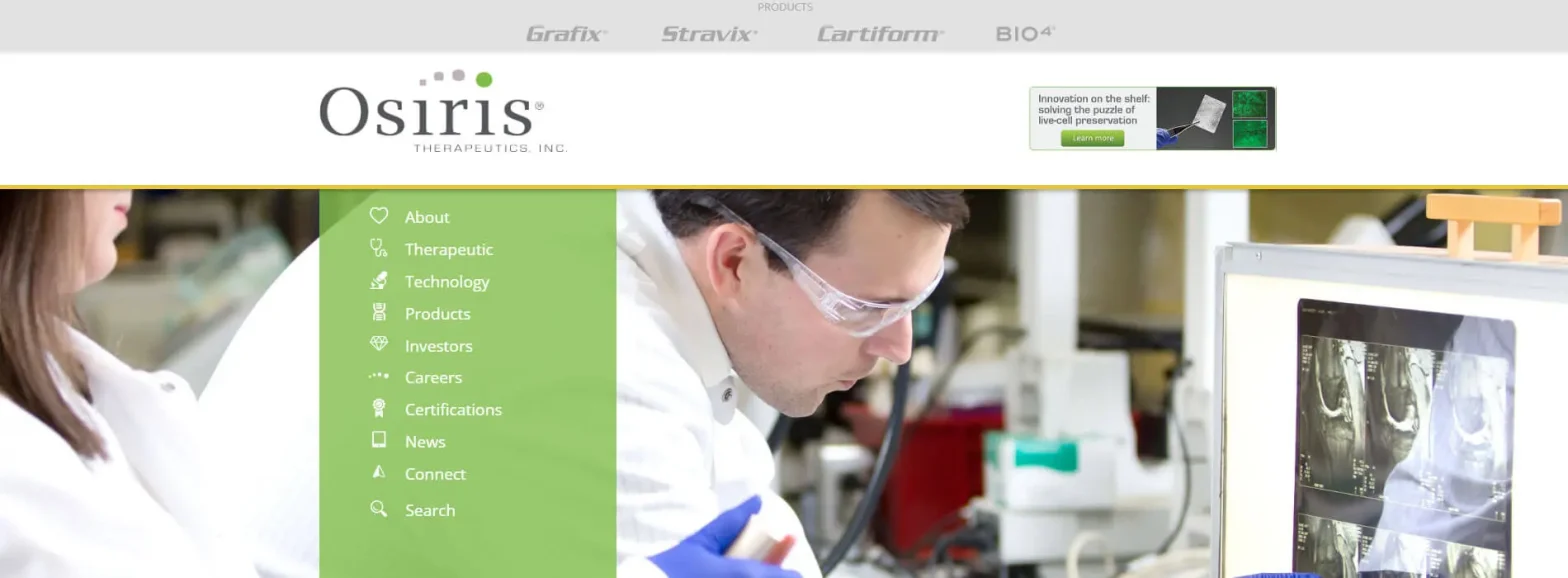 PRODUCTS
Grafix® Stravix® Cartiform® BIO4®
Osiris®
THERAPEUTICS, INC.
Innovation on the shelf:
solving the puzzle of
live-cell preservation
Learn more
About
Therapeutic
Technology
Products
Investors
Careers
Certifications
News
Connect
Search